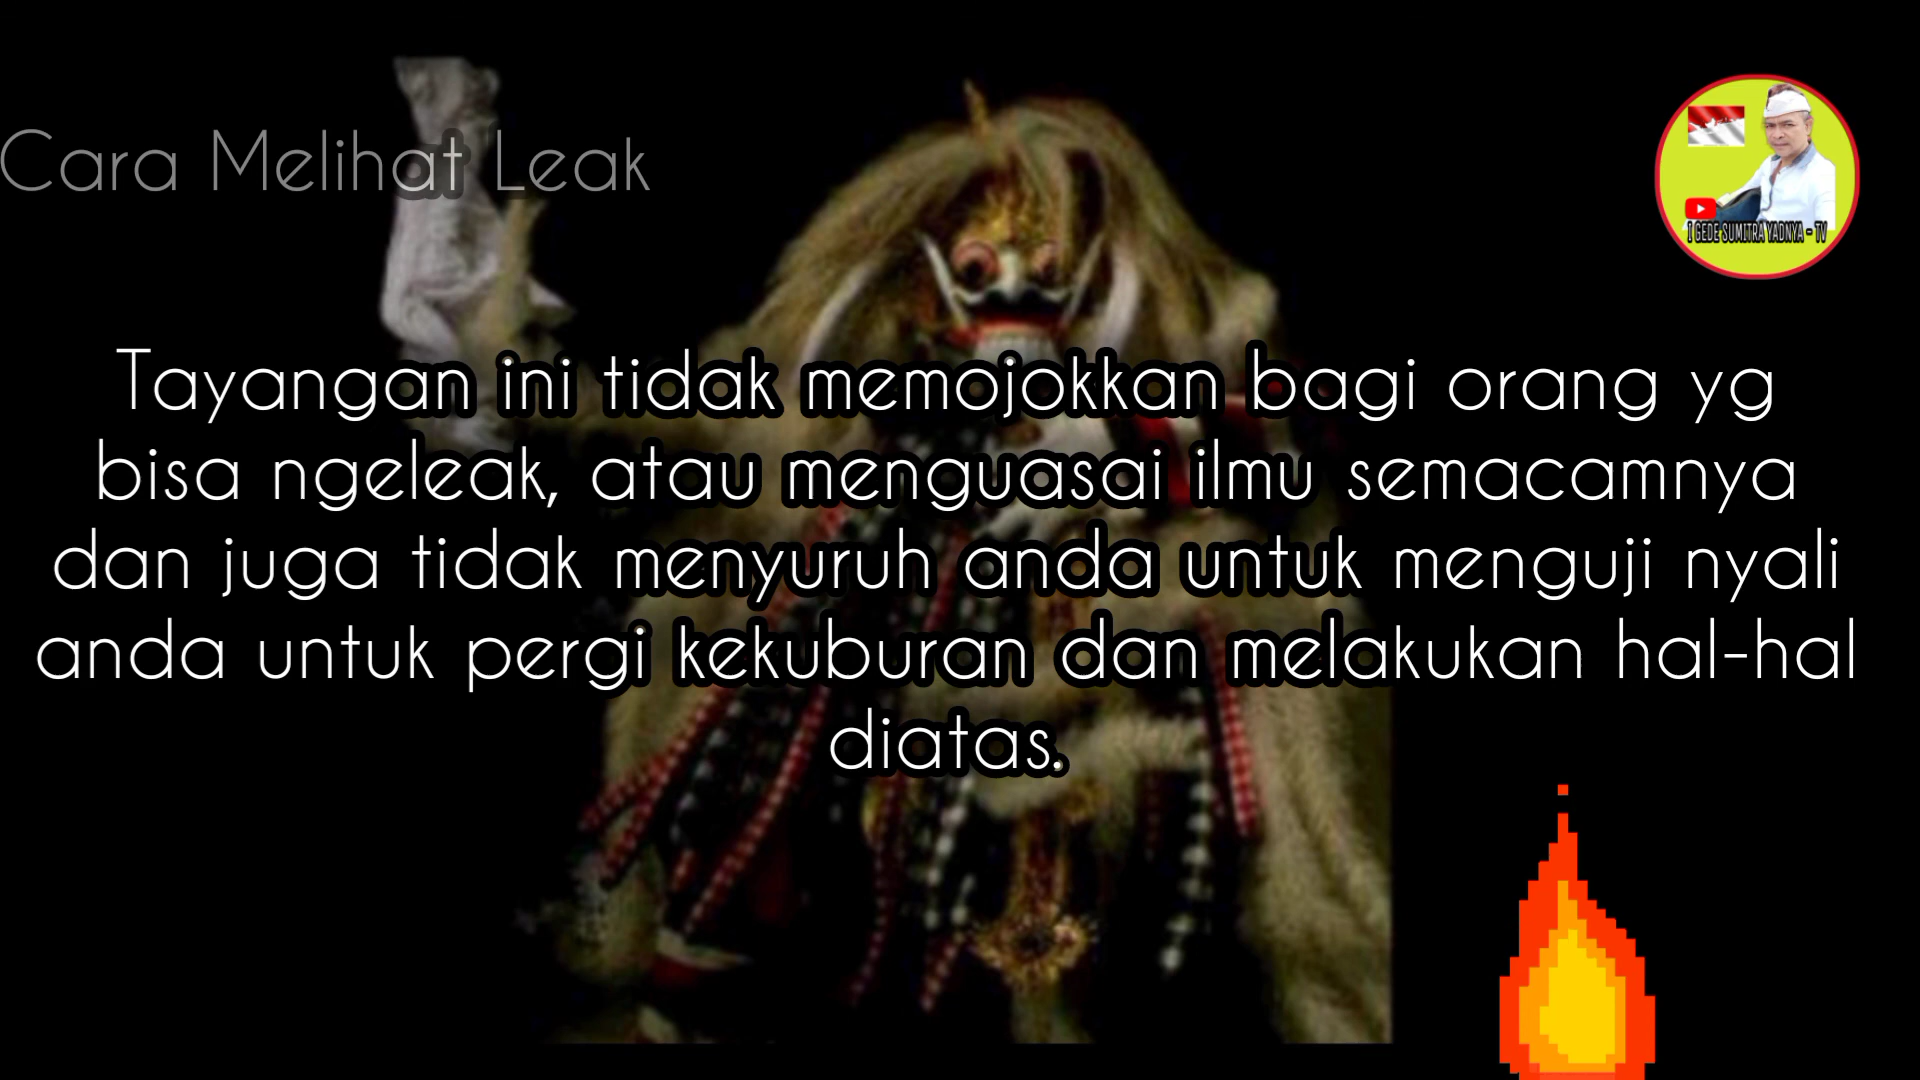 Cara Melihat Leak
I GEDE SUMITRA YADNYA - TV
Tayangan ini tidak memojokkan bagi orang yg
bisa ngeleak, atau menguasai ilmu semacamnya
dan juga tidak menyuruh anda untuk menguji nyali
anda untuk pergi kekuburan dan melakukan hal-hal
diatas.